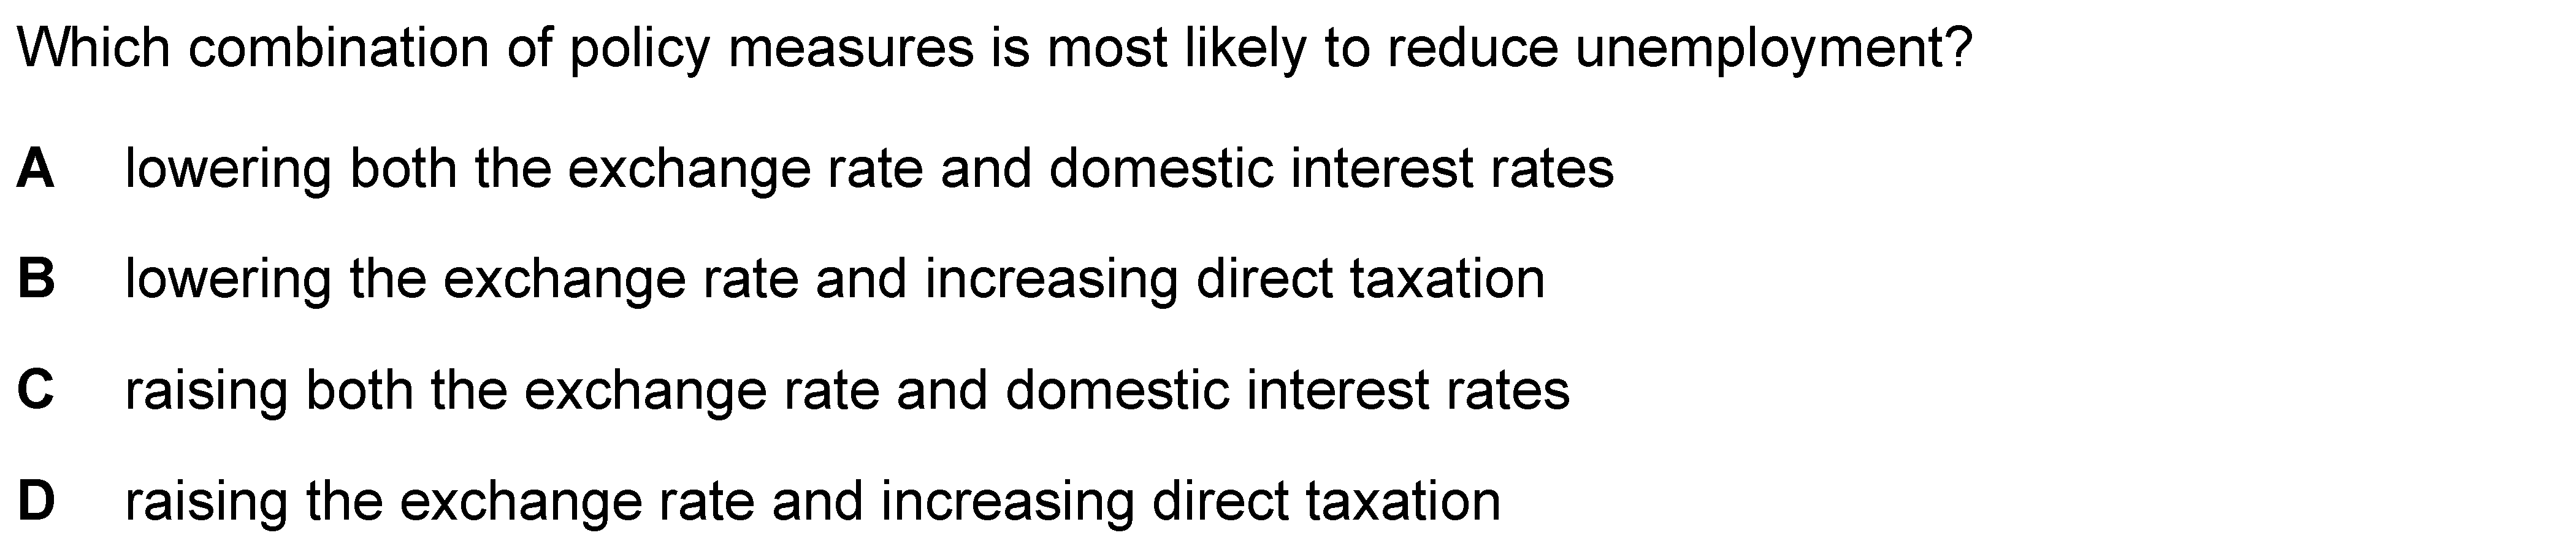 Which combination of policy measures is most likely to reduce unemployment?
A lowering both the exchange rate and domestic interest rates
B lowering the exchange rate and increasing direct taxation
C raising both the exchange rate and domestic interest rates
D raising the exchange rate and increasing direct taxation